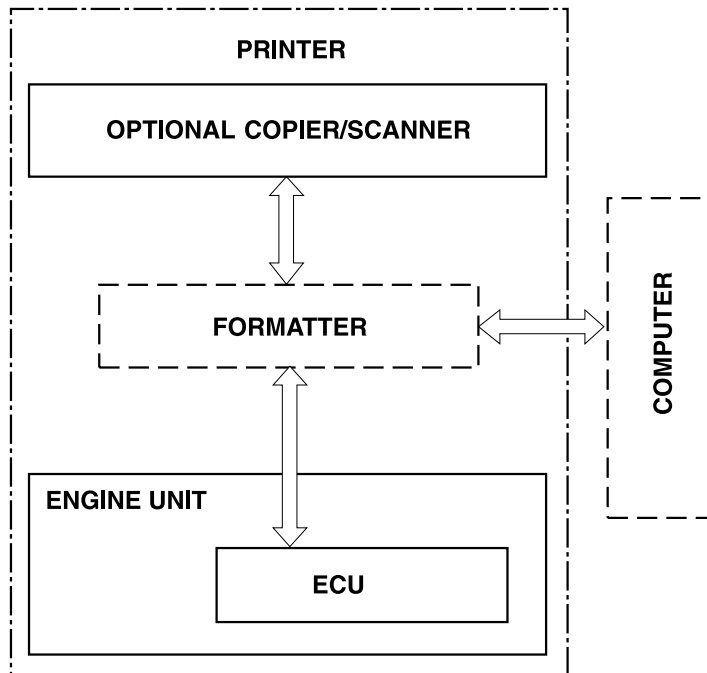 PRINTER
OPTIONAL COPIER/SCANNER
FORMATTER
COMPUTER
ENGINE UNIT
ECU